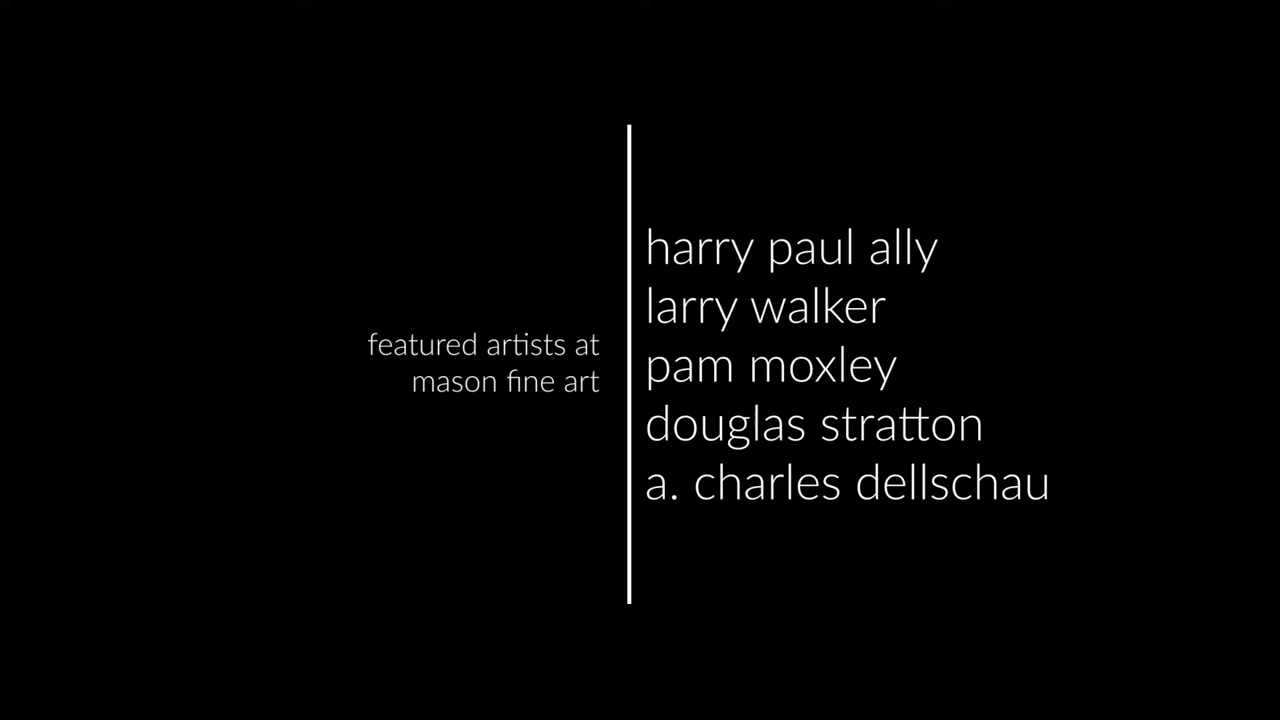 featured artists at
mason fine art
harry paul ally
larry walker
pam moxley
douglas stratton
a. charles dellschau